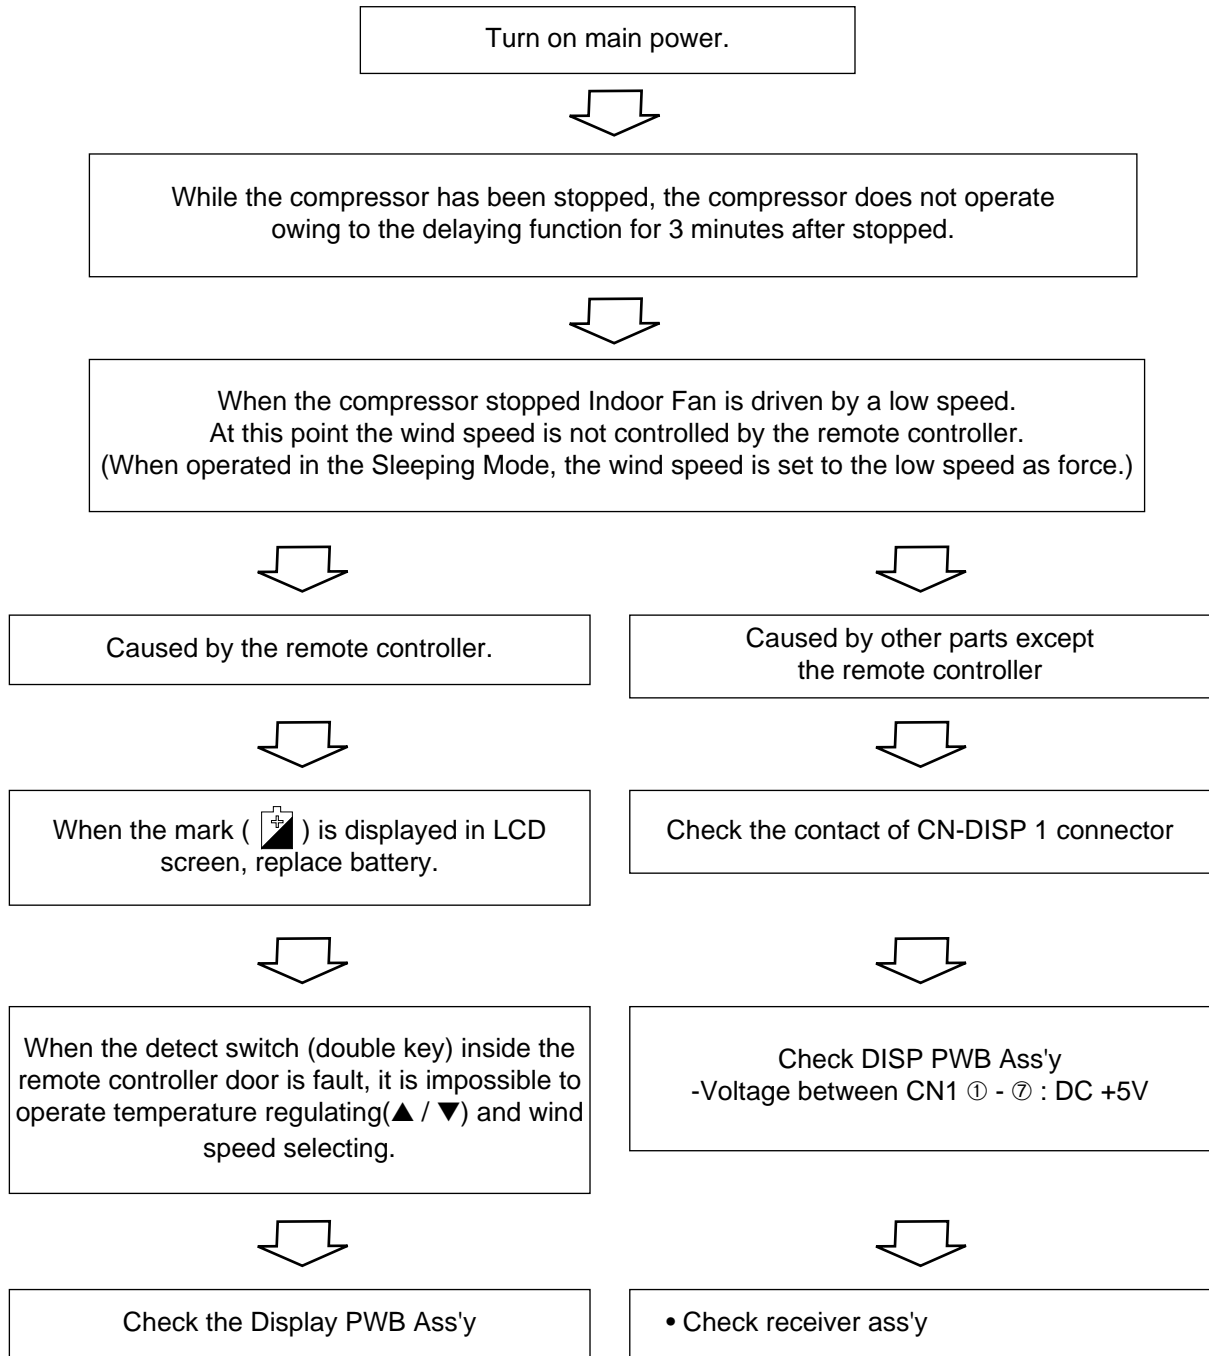 Turn on main power.
While the compressor has been stopped, the compressor does not operate
owing to the delaying function for 3 minutes after stopped.
When the compressor stopped Indoor Fan is driven by a low speed.
At this point the wind speed is not controlled by the remote controller.
(When operated in the Sleeping Mode, the wind speed is set to the low speed as force.)
Caused by the remote controller.
Caused by other parts except
the remote controller
When the mark ( ) is displayed in LCD
screen, replace battery.
Check the contact of CN-DISP 1 connector
When the detect switch (double key) inside the
remote controller door is fault, it is impossible to
operate temperature regulating(▲ / ▼) and wind
speed selecting.
Check DISP PWB Ass'y
-Voltage between CN1 ① - ⑦ : DC +5V
Check the Display PWB Ass'y
• Check receiver ass'y